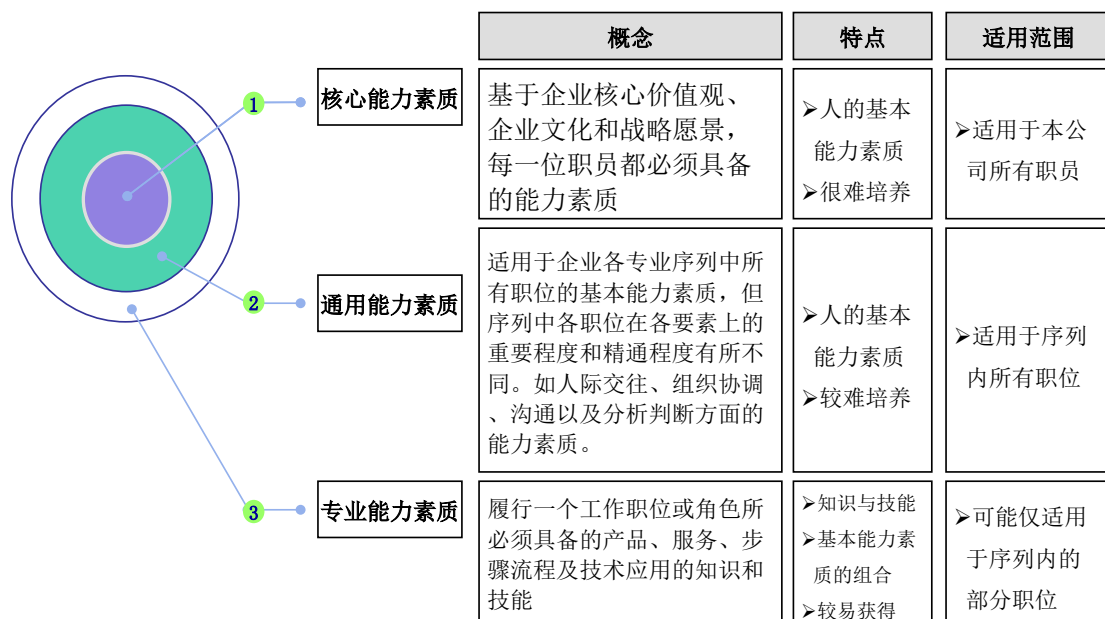 概念
特点
适用范围
1
核心能力素质
基于企业核心价值观、
企业文化和战略愿景，
每一位职员都必须具备
的能力素质
➢人的基本
能力素质
➢很难培养
➢适用于本公
司所有职员
2
通用能力素质
适用于企业各专业序列中所
有职位的基本能力素质，但
序列中各职位在各要素上的
重要程度和精通程度有所不
同。如人际交往、组织协调
、沟通以及分析判断方面的
能力素质。
➢人的基本
能力素质
➢较难培养
➢适用于序列
内所有职位
3
专业能力素质
履行一个工作职位或角色所
必须具备的产品、服务、步
骤流程及技术应用的知识和
技能
➢知识与技能
➢基本能力素
质的组合
➢较易获得
➢可能仅适用
于序列内的
部分职位